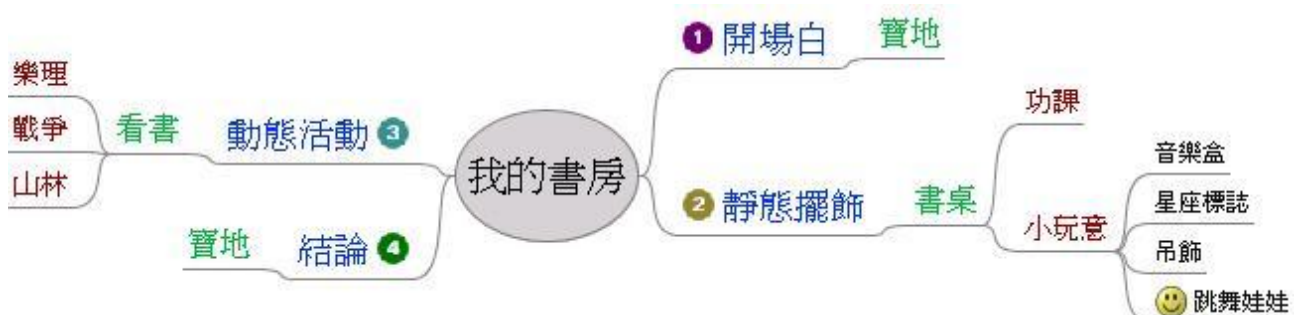 我的書房
1 開場白
寶地
2 靜態擺飾
書桌
功課
小玩意
音樂盒
星座標誌
吊飾
跳舞娃娃
動態活動 3
看書
樂理
戰爭
山林
結論 4
寶地